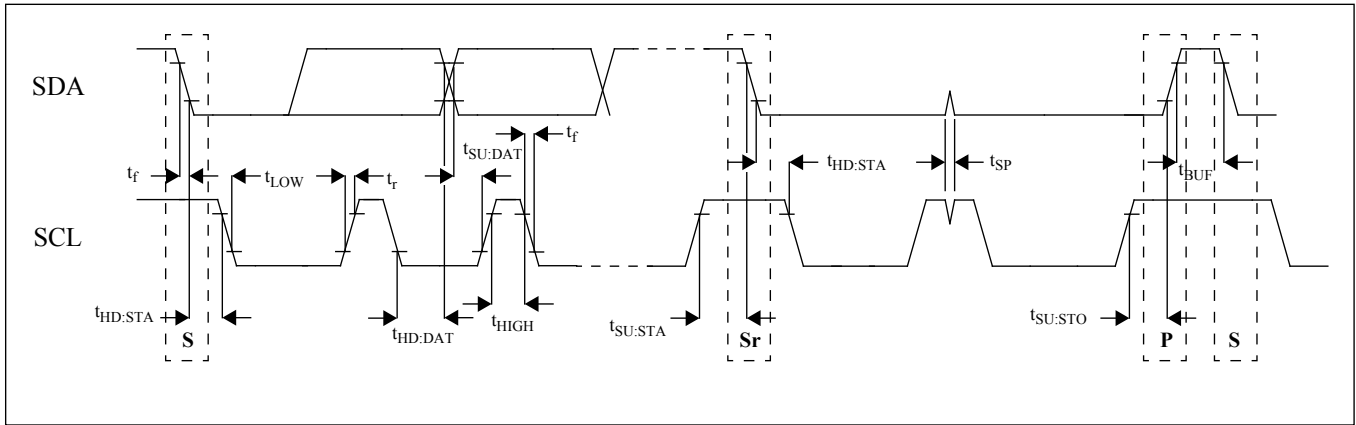 SDA
t_f
t_SU:DAT
t_HD:STA
t_SP
t_BUF
t_f
t_LOW
t_r
SCL
t_HD:STA
t_HD:DAT
t_HIGH
t_SU:STA
t_SU:STO
S
Sr
P
S